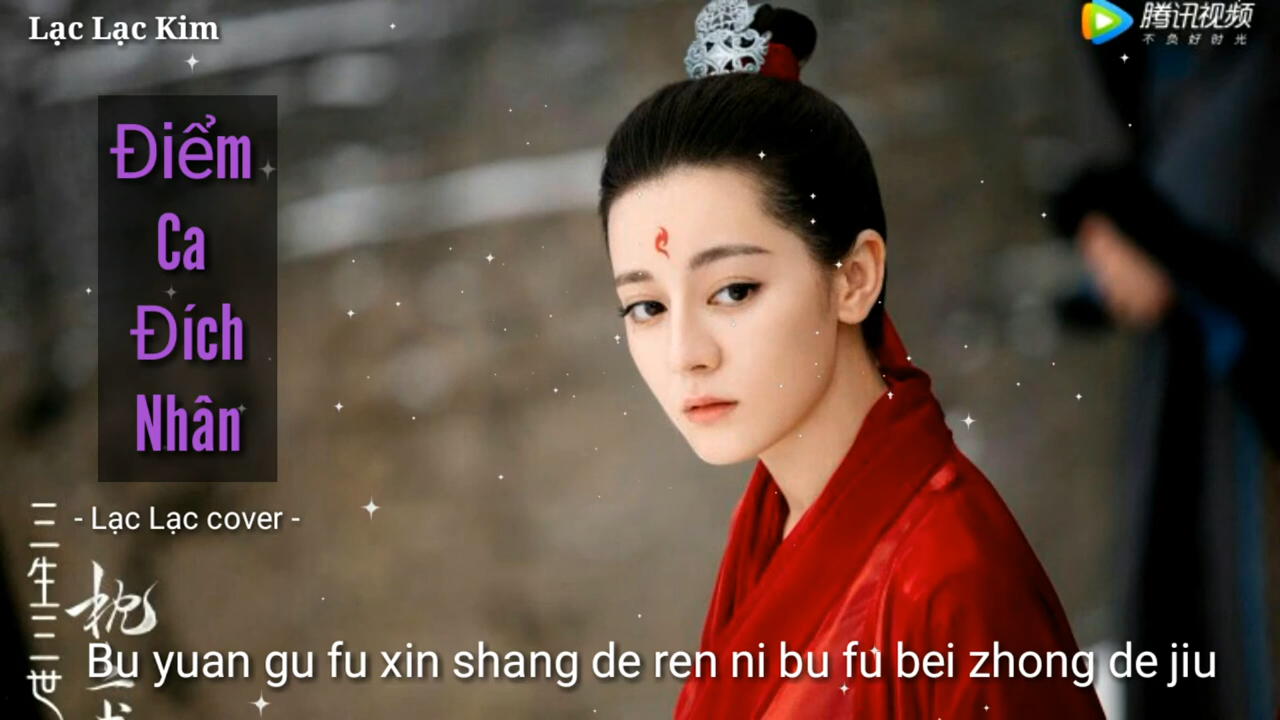 Lạc Lạc Kim
腾讯视频
不负好时光
Điểm
Ca
Đích
Nhân
- Lạc Lạc cover -
三生三世
枕上
Bu yuan gu fu xin shang de ren ni bu fu bei zhong de jiu